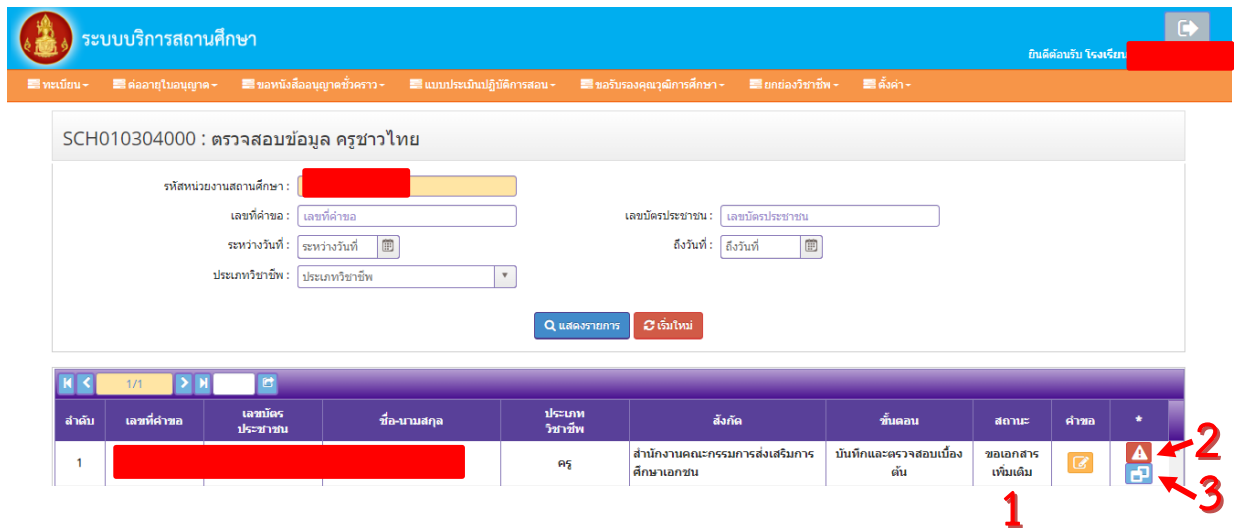 ระบบบริการสถานศึกษา
ยินดีต้อนรับ โรงเรียน
ทะเบียน
ต่ออายุใบอนุญาต
ขอหนังสืออนุญาตชั่วคราว
แบบประเมินปฏิบัติการสอน
ขอรับรองคุณวุฒิการศึกษา
ยกย่องวิชาชีพ
ตั้งค่า
SCH010304000 : ตรวจสอบข้อมูล ครูชาวไทย
รหัสหน่วยงานสถานศึกษา :
เลขที่คำขอ : เลขที่คำขอ เลขบัตรประชาชน : เลขบัตรประชาชน
ระหว่างวันที่ : ระหว่างวันที่ ถึงวันที่ : ถึงวันที่
ประเภทวิชาชีพ : ประเภทวิชาชีพ
แสดงรายการ เริ่มใหม่
1/1
ลำดับ เลขที่คำขอ เลขบัตร ชื่อ-นามสกุล ประเภท สังกัด ขั้นตอน สถานะ คำขอ *
ประชาชน วิชาชีพ
1 ครู สำนักงานคณะกรรมการส่งเสริมการ บันทึกและตรวจสอบเบื้อง ขอเอกสาร
ศึกษาเอกชน ต้น เพิ่มเติม
2
3
1